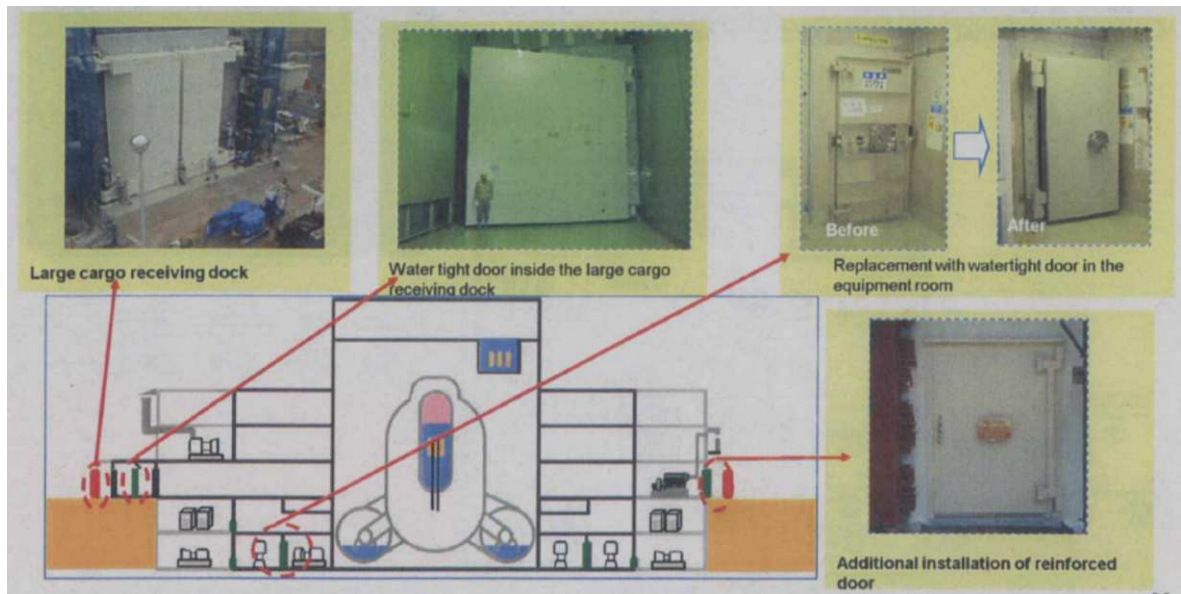 Large cargo receiving dock
Water tight door inside the large cargo
receiving dock
Before
After
Replacement with watertight door in the
equipment room
Additional installation of reinforced
door